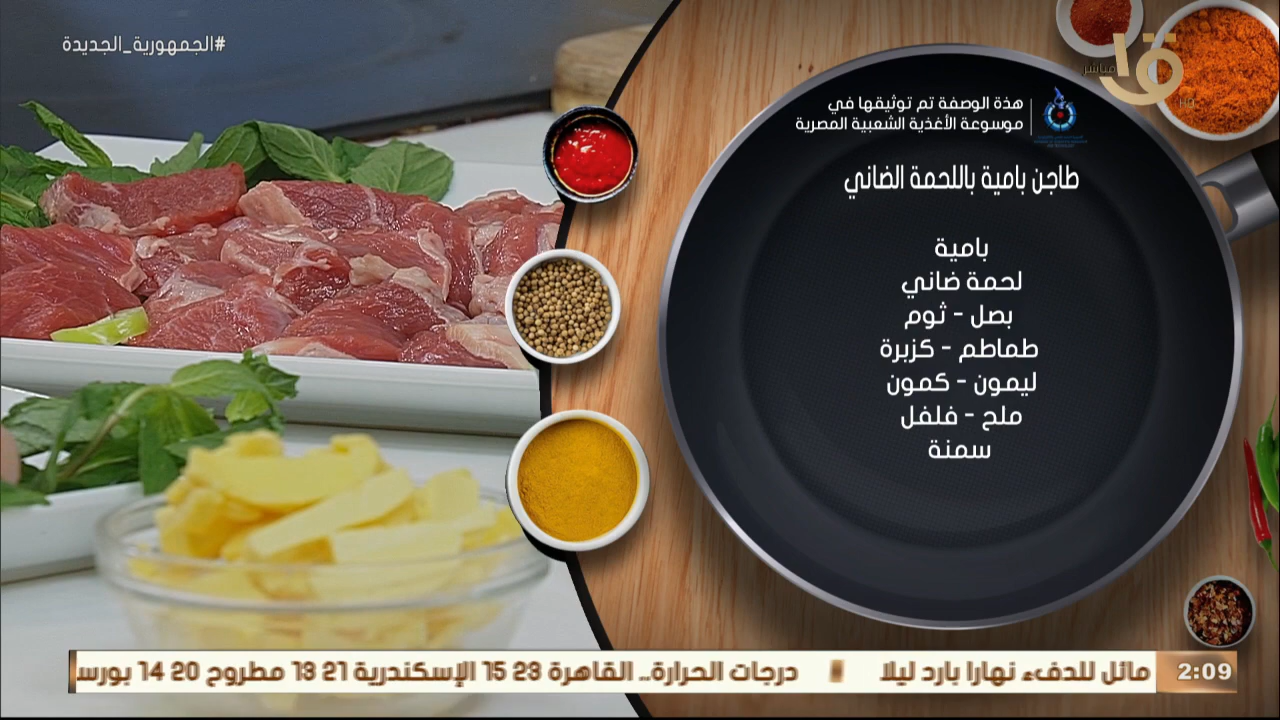 #الجمهورية_الجديدة
مباشر
HD
هذة الوصفة تم توثيقها في
موسوعة الأغذية الشعبية المصرية
طاجن بامية باللحمة الضاني
بامية
لحمة ضاني
بصل - ثوم
طماطم - كزبرة
ليمون - كمون
ملح - فلفل
سمنة
2:09 مائل للدفء نهارا بارد ليلا درجات الحرارة.. القاهرة 23 15 الإسكندرية 21 13 مطروح 20 14 بورس